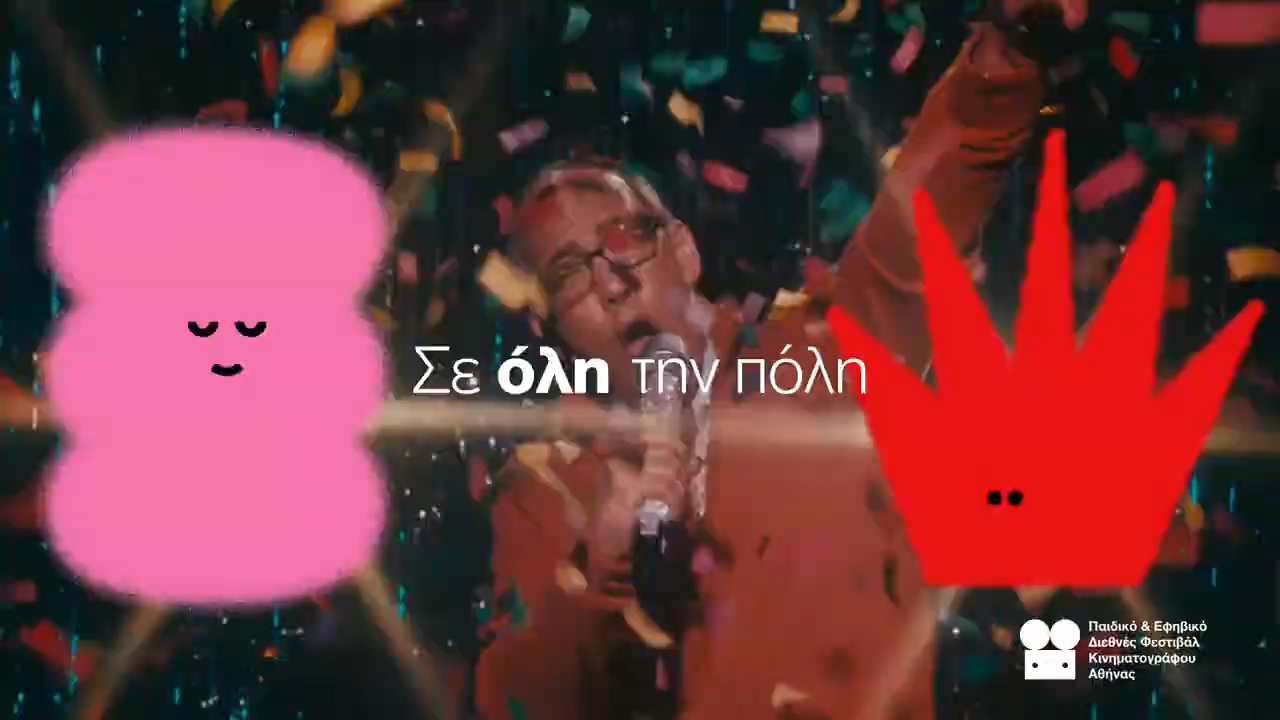 Σε όλη την πόλη
Παιδικό & Εφηβικό
Διεθνές Φεστιβάλ
Κινηματογράφου
Αθήνας